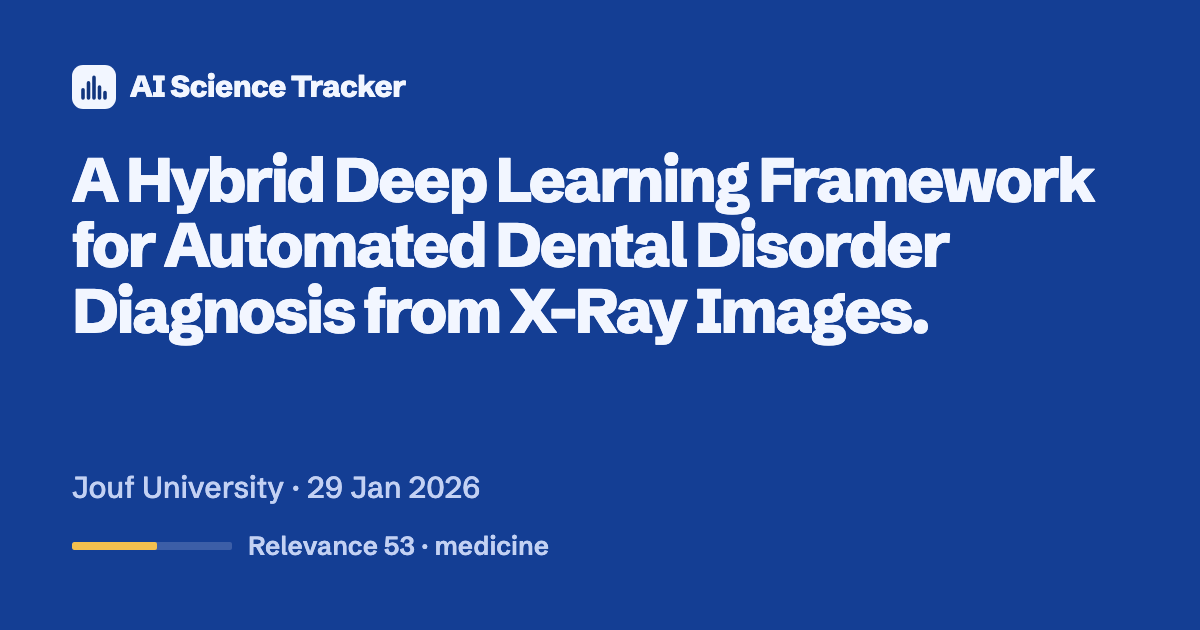 AI Science Tracker
A Hybrid Deep Learning Framework
for Automated Dental Disorder
Diagnosis from X-Ray Images.
Jouf University · 29 Jan 2026
Relevance 53 · medicine